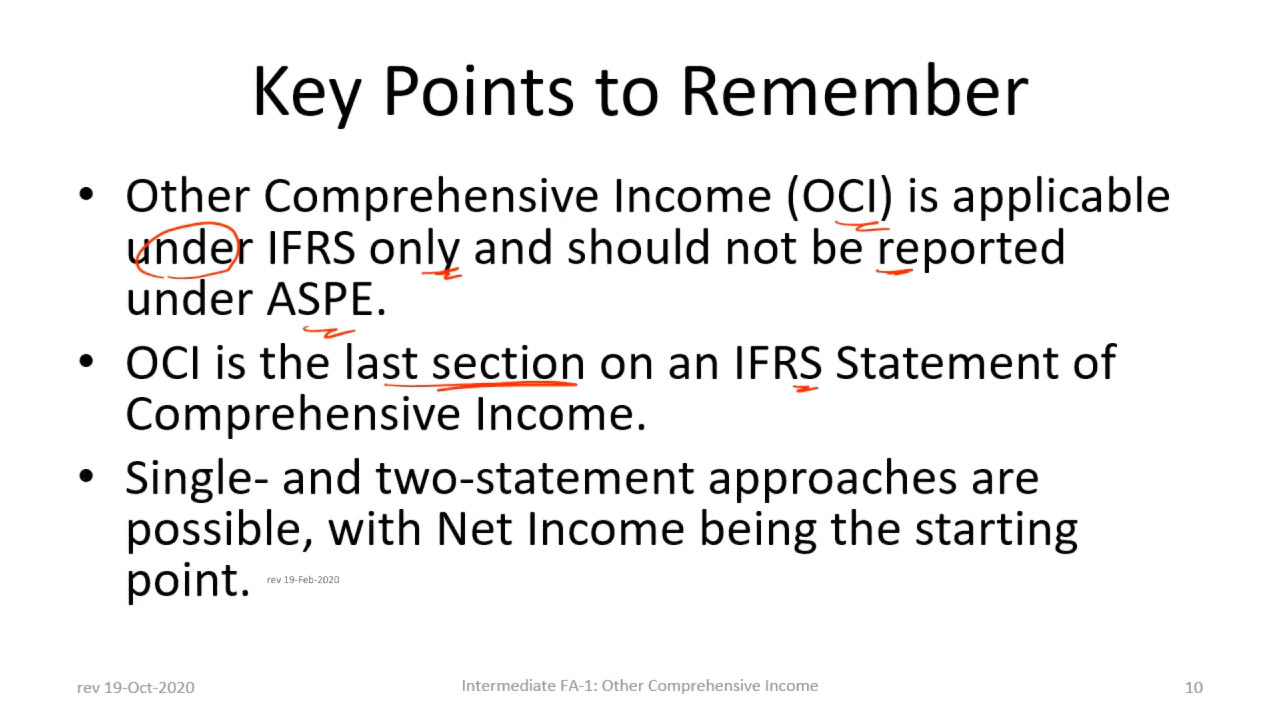 Key Points to Remember
• Other Comprehensive Income (OCI) is applicable
under IFRS only and should not be reported
under ASPE.
• OCI is the last section on an IFRS Statement of
Comprehensive Income.
• Single- and two-statement approaches are
possible, with Net Income being the starting
point. rev 19-Feb-2020
rev 19-Oct-2020 Intermediate FA-1: Other Comprehensive Income 10